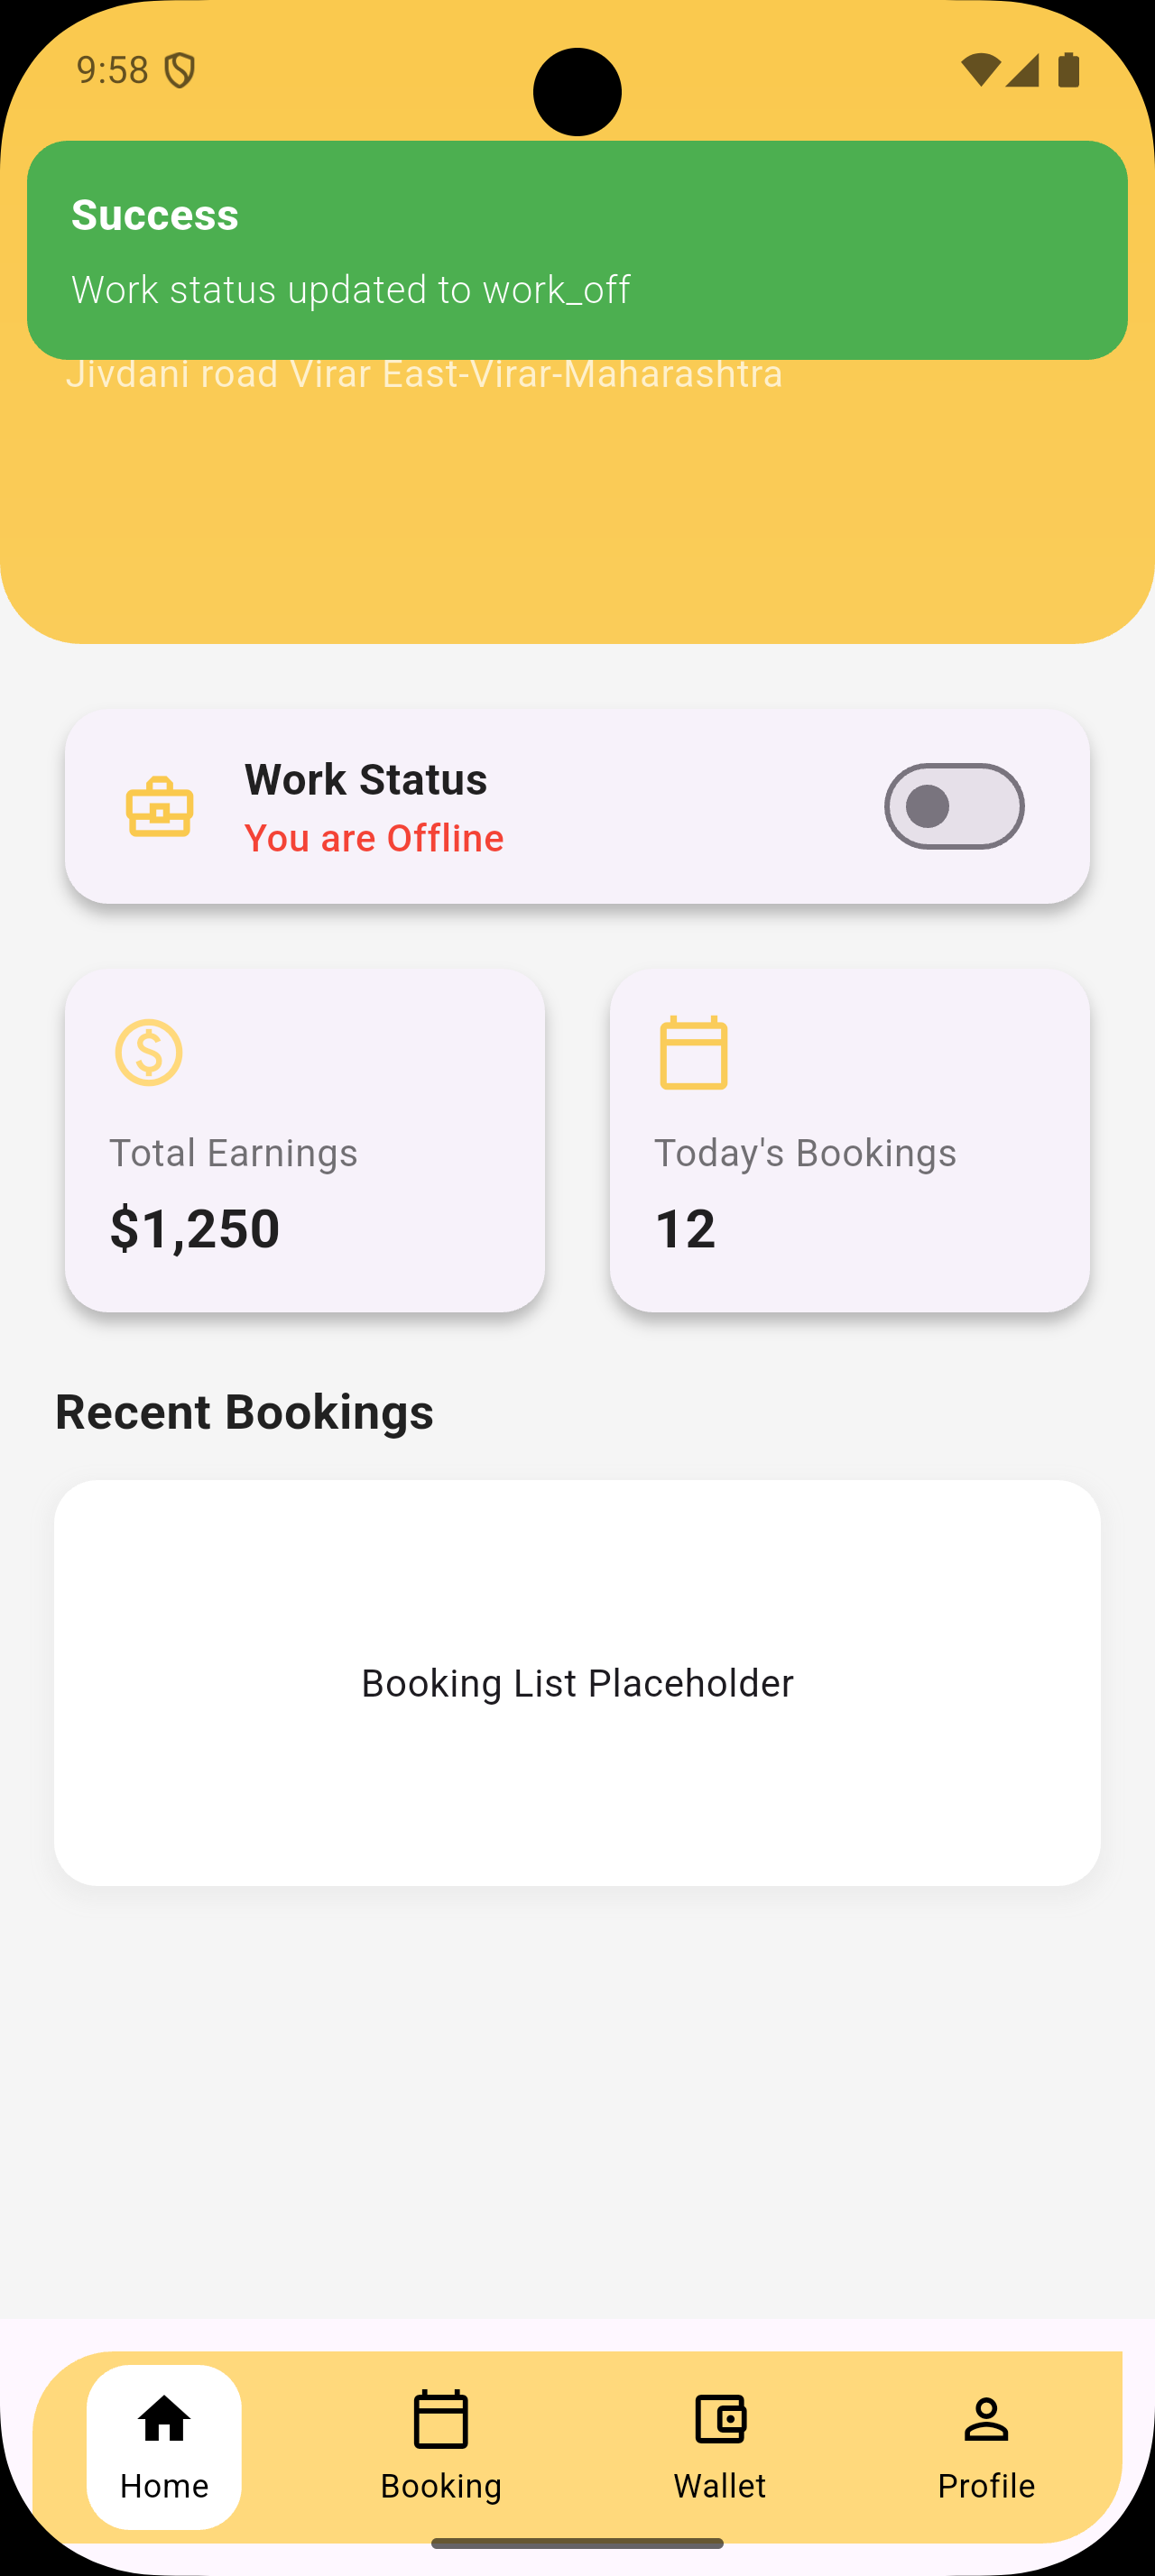 9:58
Success
Work status updated to work_off
Jivdani road Virar East-Virar-Maharashtra
Work Status
You are Offline
Total Earnings
$1,250
Today's Bookings
12
Recent Bookings
Booking List Placeholder
Home
Booking
Wallet
Profile